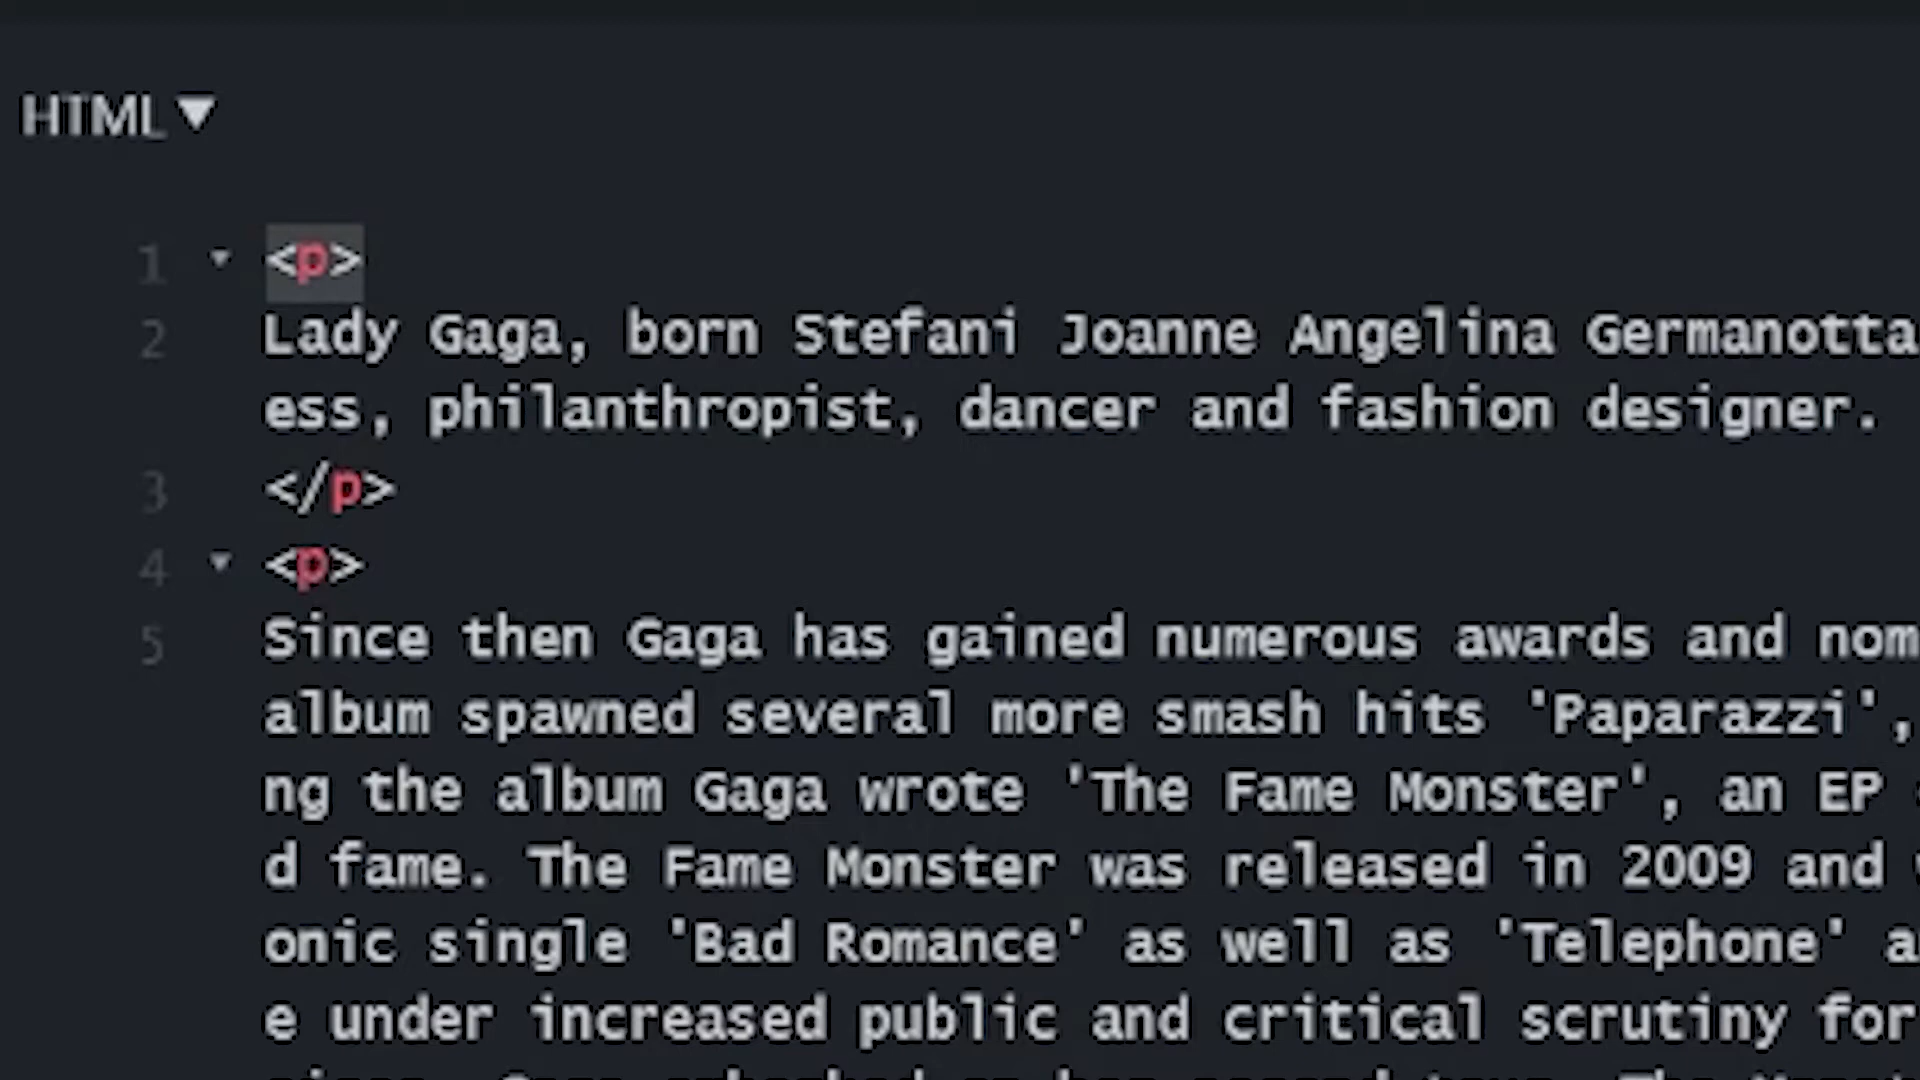 HTML ▼
1 ▼ <p>
2 Lady Gaga, born Stefani Joanne Angelina Germanotta
ess, philanthropist, dancer and fashion designer.
3 </p>
4 ▼ <p>
5 Since then Gaga has gained numerous awards and nom
album spawned several more smash hits 'Paparazzi',
ng the album Gaga wrote 'The Fame Monster', an EP
d fame. The Fame Monster was released in 2009 and
onic single 'Bad Romance' as well as 'Telephone' a
e under increased public and critical scrutiny for